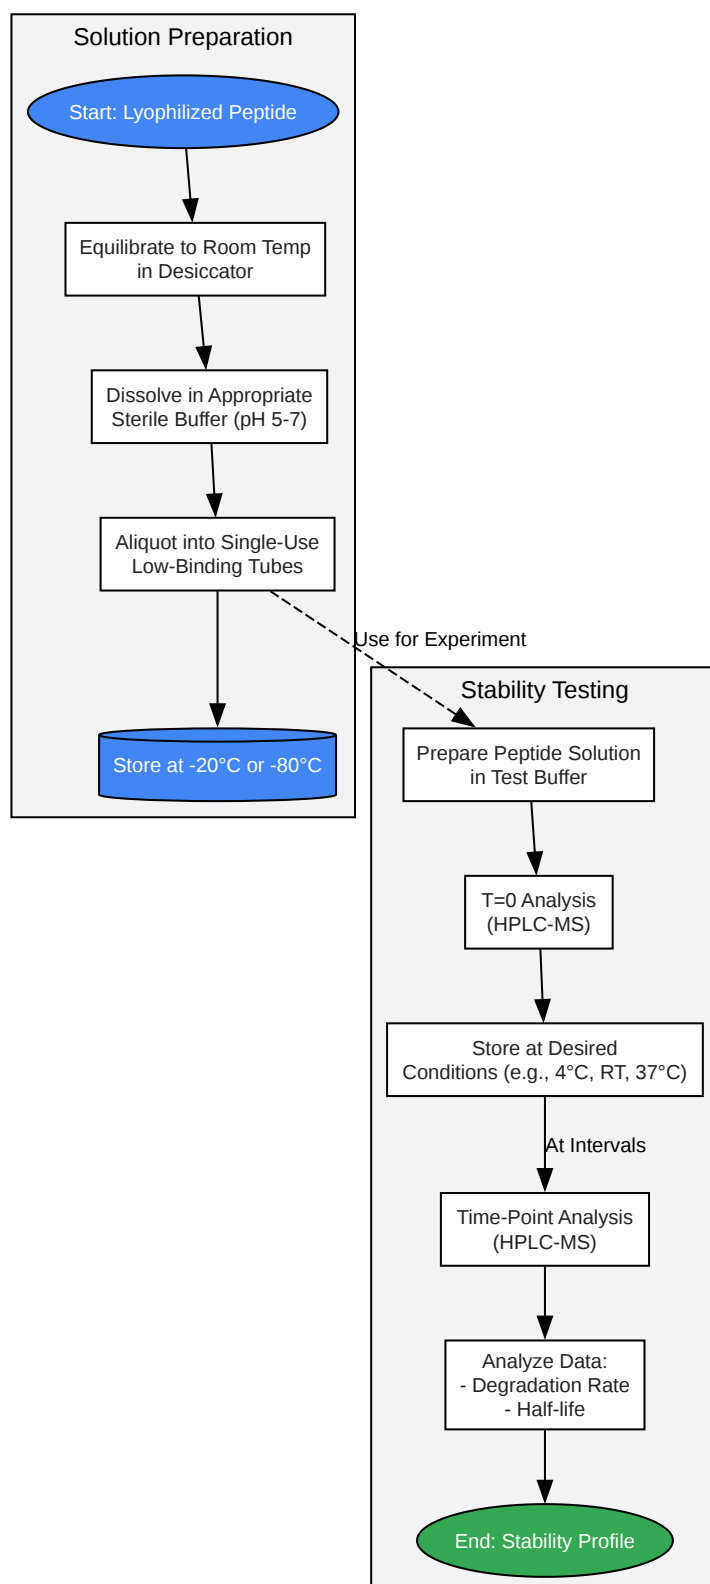 Solution Preparation
Start: Lyophilized Peptide
Equilibrate to Room Temp
in Desiccator
Dissolve in Appropriate
Sterile Buffer (pH 5-7)
Aliquot into Single-Use
Low-Binding Tubes
Use for Experiment
Store at -20°C or -80°C
Stability Testing
Prepare Peptide Solution
in Test Buffer
T=0 Analysis
(HPLC-MS)
Store at Desired
Conditions (e.g., 4°C, RT, 37°C)
At Intervals
Time-Point Analysis
(HPLC-MS)
Analyze Data:
- Degradation Rate
- Half-life
End: Stability Profile